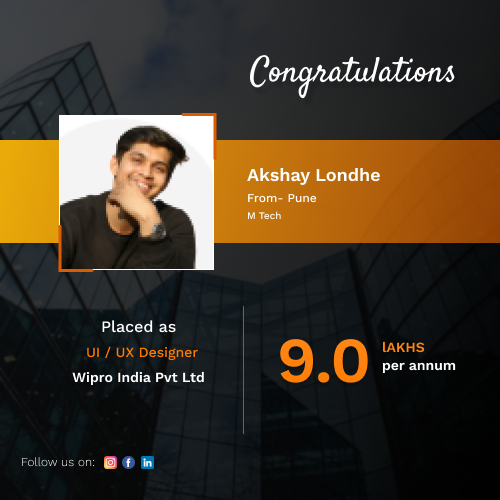 Congratulations
Akshay Londhe
From- Pune
M Tech
Placed as
UI / UX Designer
Wipro India Pvt Ltd
9.0
lAKHS
per annum
Follow us on: